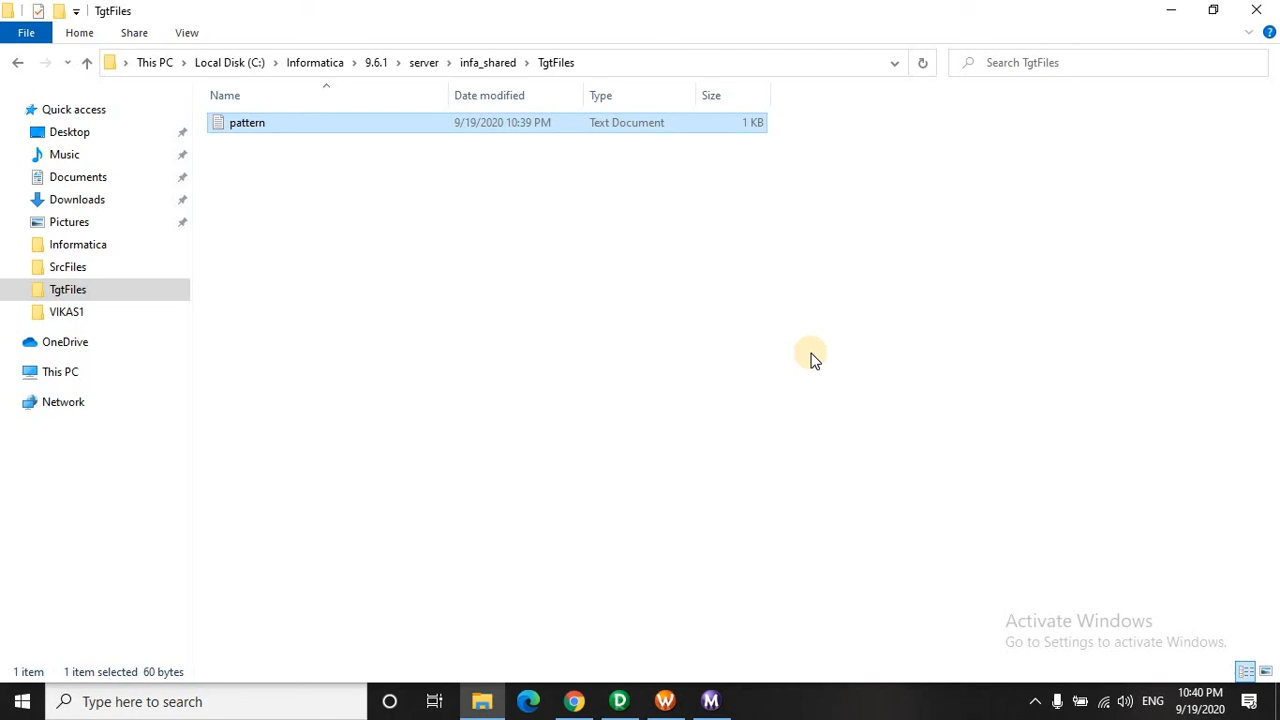 TgtFiles
File Home Share View
This PC Local Disk (C:) Informatica 9.6.1 server infa_shared TgtFiles Search TgtFiles
Name Date modified Type Size
pattern 9/19/2020 10:39 PM Text Document 1 KB
Quick access
Desktop
Music
Documents
Downloads
Pictures
Informatica
SrcFiles
TgtFiles
VIKAS1
OneDrive
This PC
Network
Activate Windows
Go to Settings to activate Windows.
1 item 1 item selected 60 bytes
Type here to search D W M ENG 10:40 PM
9/19/2020